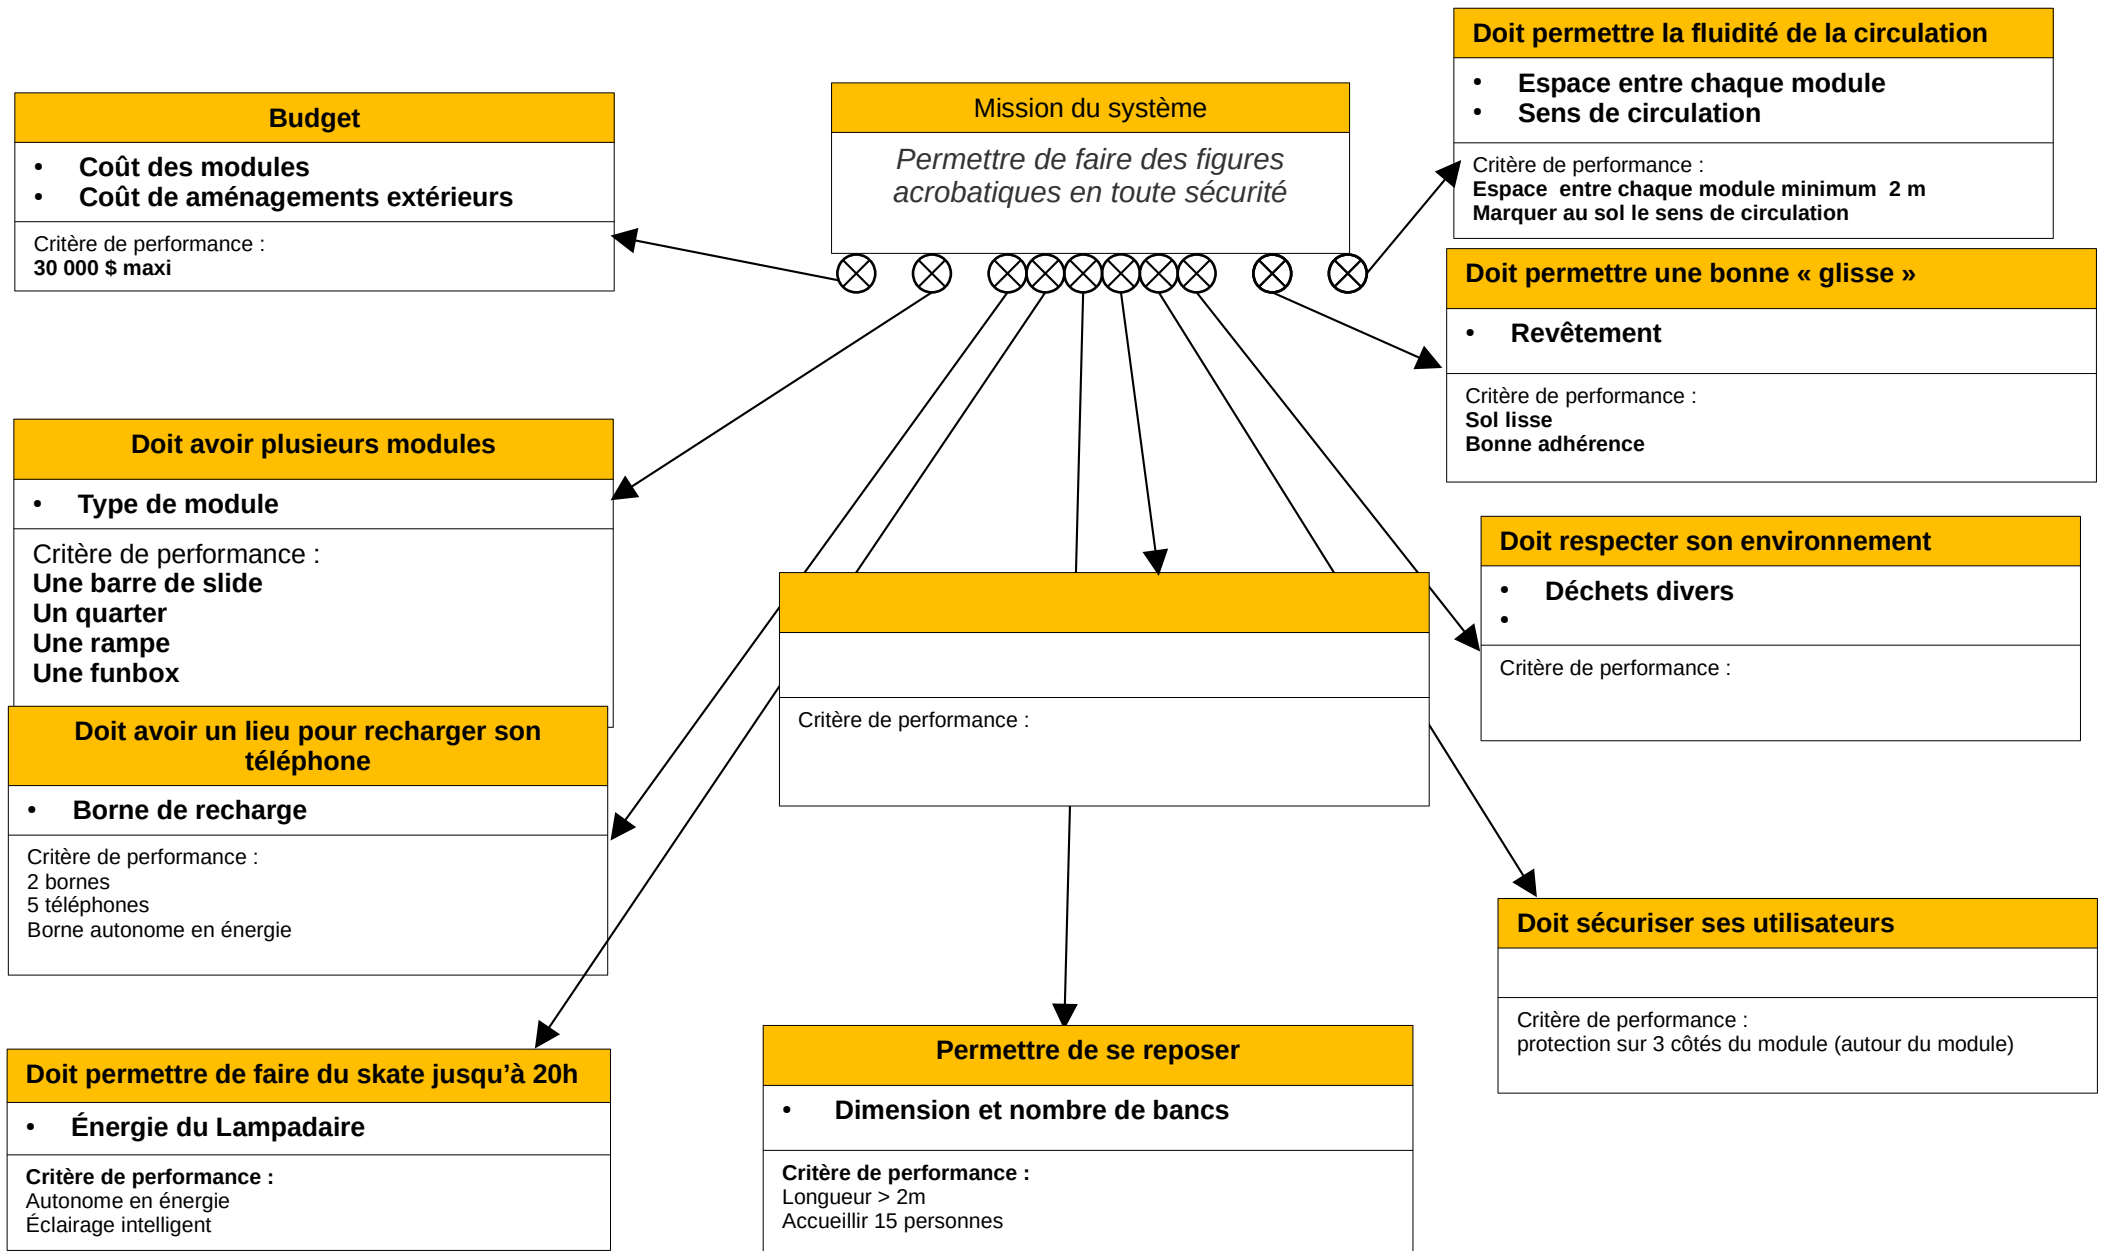 Mission du système
Permettre de faire des figures
acrobatiques en toute sécurité
Budget
• Coût des modules
• Coût de aménagements extérieurs
Critère de performance :
30 000 $ maxi
Doit permettre la fluidité de la circulation
• Espace entre chaque module
• Sens de circulation
Critère de performance :
Espace entre chaque module minimum 2 m
Marquer au sol le sens de circulation
Doit permettre une bonne « glisse »
• Revêtement
Critère de performance :
Sol lisse
Bonne adhérence
Doit avoir plusieurs modules
• Type de module
Critère de performance :
Une barre de slide
Un quarter
Une rampe
Une funbox
Doit respecter son environnement
• Déchets divers
•
Critère de performance :
Critère de performance :
Doit avoir un lieu pour recharger son
téléphone
• Borne de recharge
Critère de performance :
2 bornes
5 téléphones
Borne autonome en énergie
Doit sécuriser ses utilisateurs
Critère de performance :
protection sur 3 côtés du module (autour du module)
Doit permettre de faire du skate jusqu’à 20h
• Énergie du Lampadaire
Critère de performance :
Autonome en énergie
Éclairage intelligent
Permettre de se reposer
• Dimension et nombre de bancs
Critère de performance :
Longueur > 2m
Accueillir 15 personnes